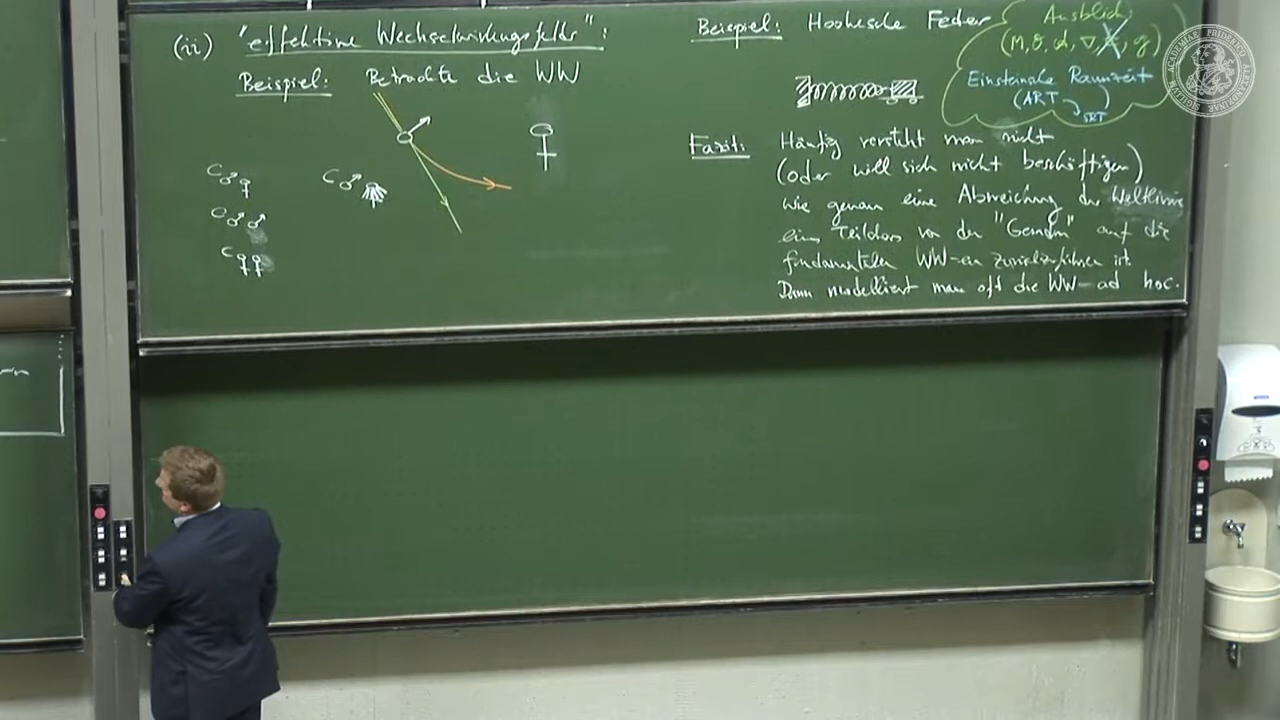 (ii) "effektive Wechselwirkungsfelder":
Beispiel: Betrachte die WW
Beispiel: Hookesche Feder
Ausblick:
(M, O, A, ∇, X, g)
Einsteinsche Raumzeit
(ART
SRT)
Fazit: Häufig versteht man nicht
(oder will sich nicht beschäftigen)
wie genau eine Abweichung der Weltlinie
eines Teilchens von der "Geraden" auf die
fundamentalen WW-en zurückzuführen ist.
Dann modelliert man oft die WW ad hoc.